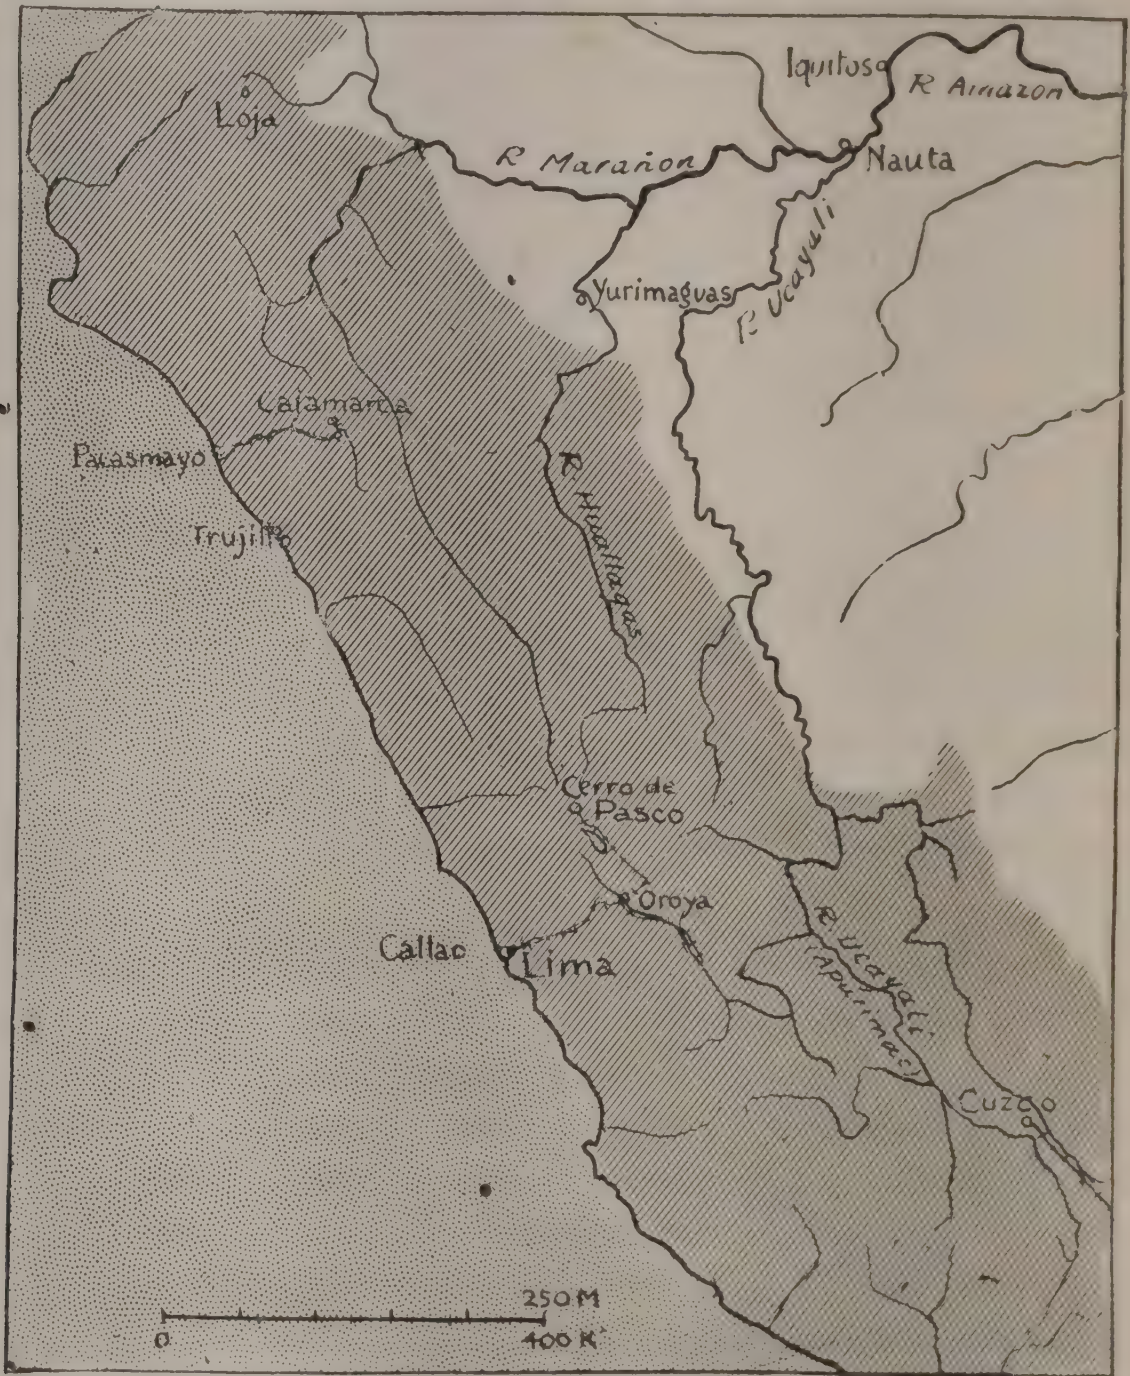 Iquitos
R Amazon
Loja
R Marañon
Nauta
R. Ucayali
Yurimaguas
Cajamarca
Pacasmayo
R. Huallagas
Trujillo
Cerro de
Pasco
Oroya
Callao
Lima
R. Ucayali
(Apurimac)
Cuzco
250 M
0
400 K